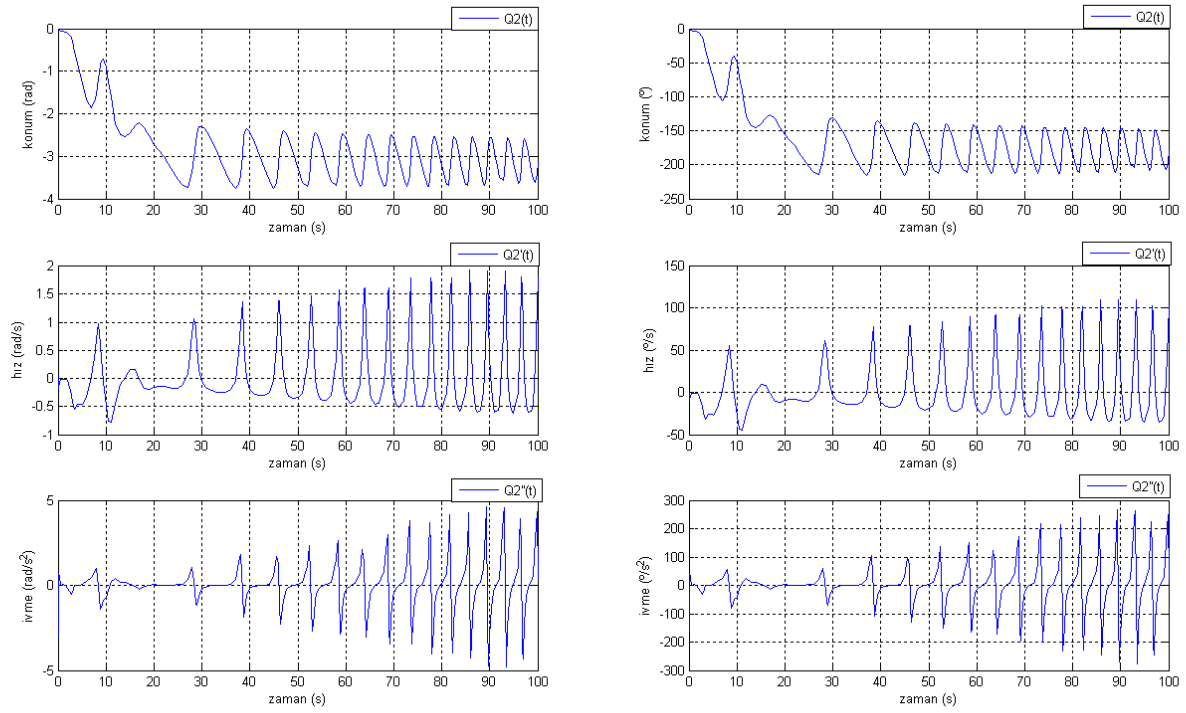 Q2(t)
0
-1
-2
-3
-4
konum (rad)
0 10 20 30 40 50 60 70 80 90 100
zaman (s)
Q2(t)
0
-50
-100
-150
-200
-250
konum (º)
0 10 20 30 40 50 60 70 80 90 100
zaman (s)
Q2'(t)
2
1.5
1
0.5
0
-0.5
-1
hız (rad/s)
0 10 20 30 40 50 60 70 80 90 100
zaman (s)
Q2'(t)
150
100
50
0
-50
hız (º/s)
0 10 20 30 40 50 60 70 80 90 100
zaman (s)
Q2''(t)
5
0
-5
ivme (rad/s²)
0 10 20 30 40 50 60 70 80 90 100
zaman (s)
Q2''(t)
300
200
100
0
-100
-200
-300
ivme (º/s²)
0 10 20 30 40 50 60 70 80 90 100
zaman (s)